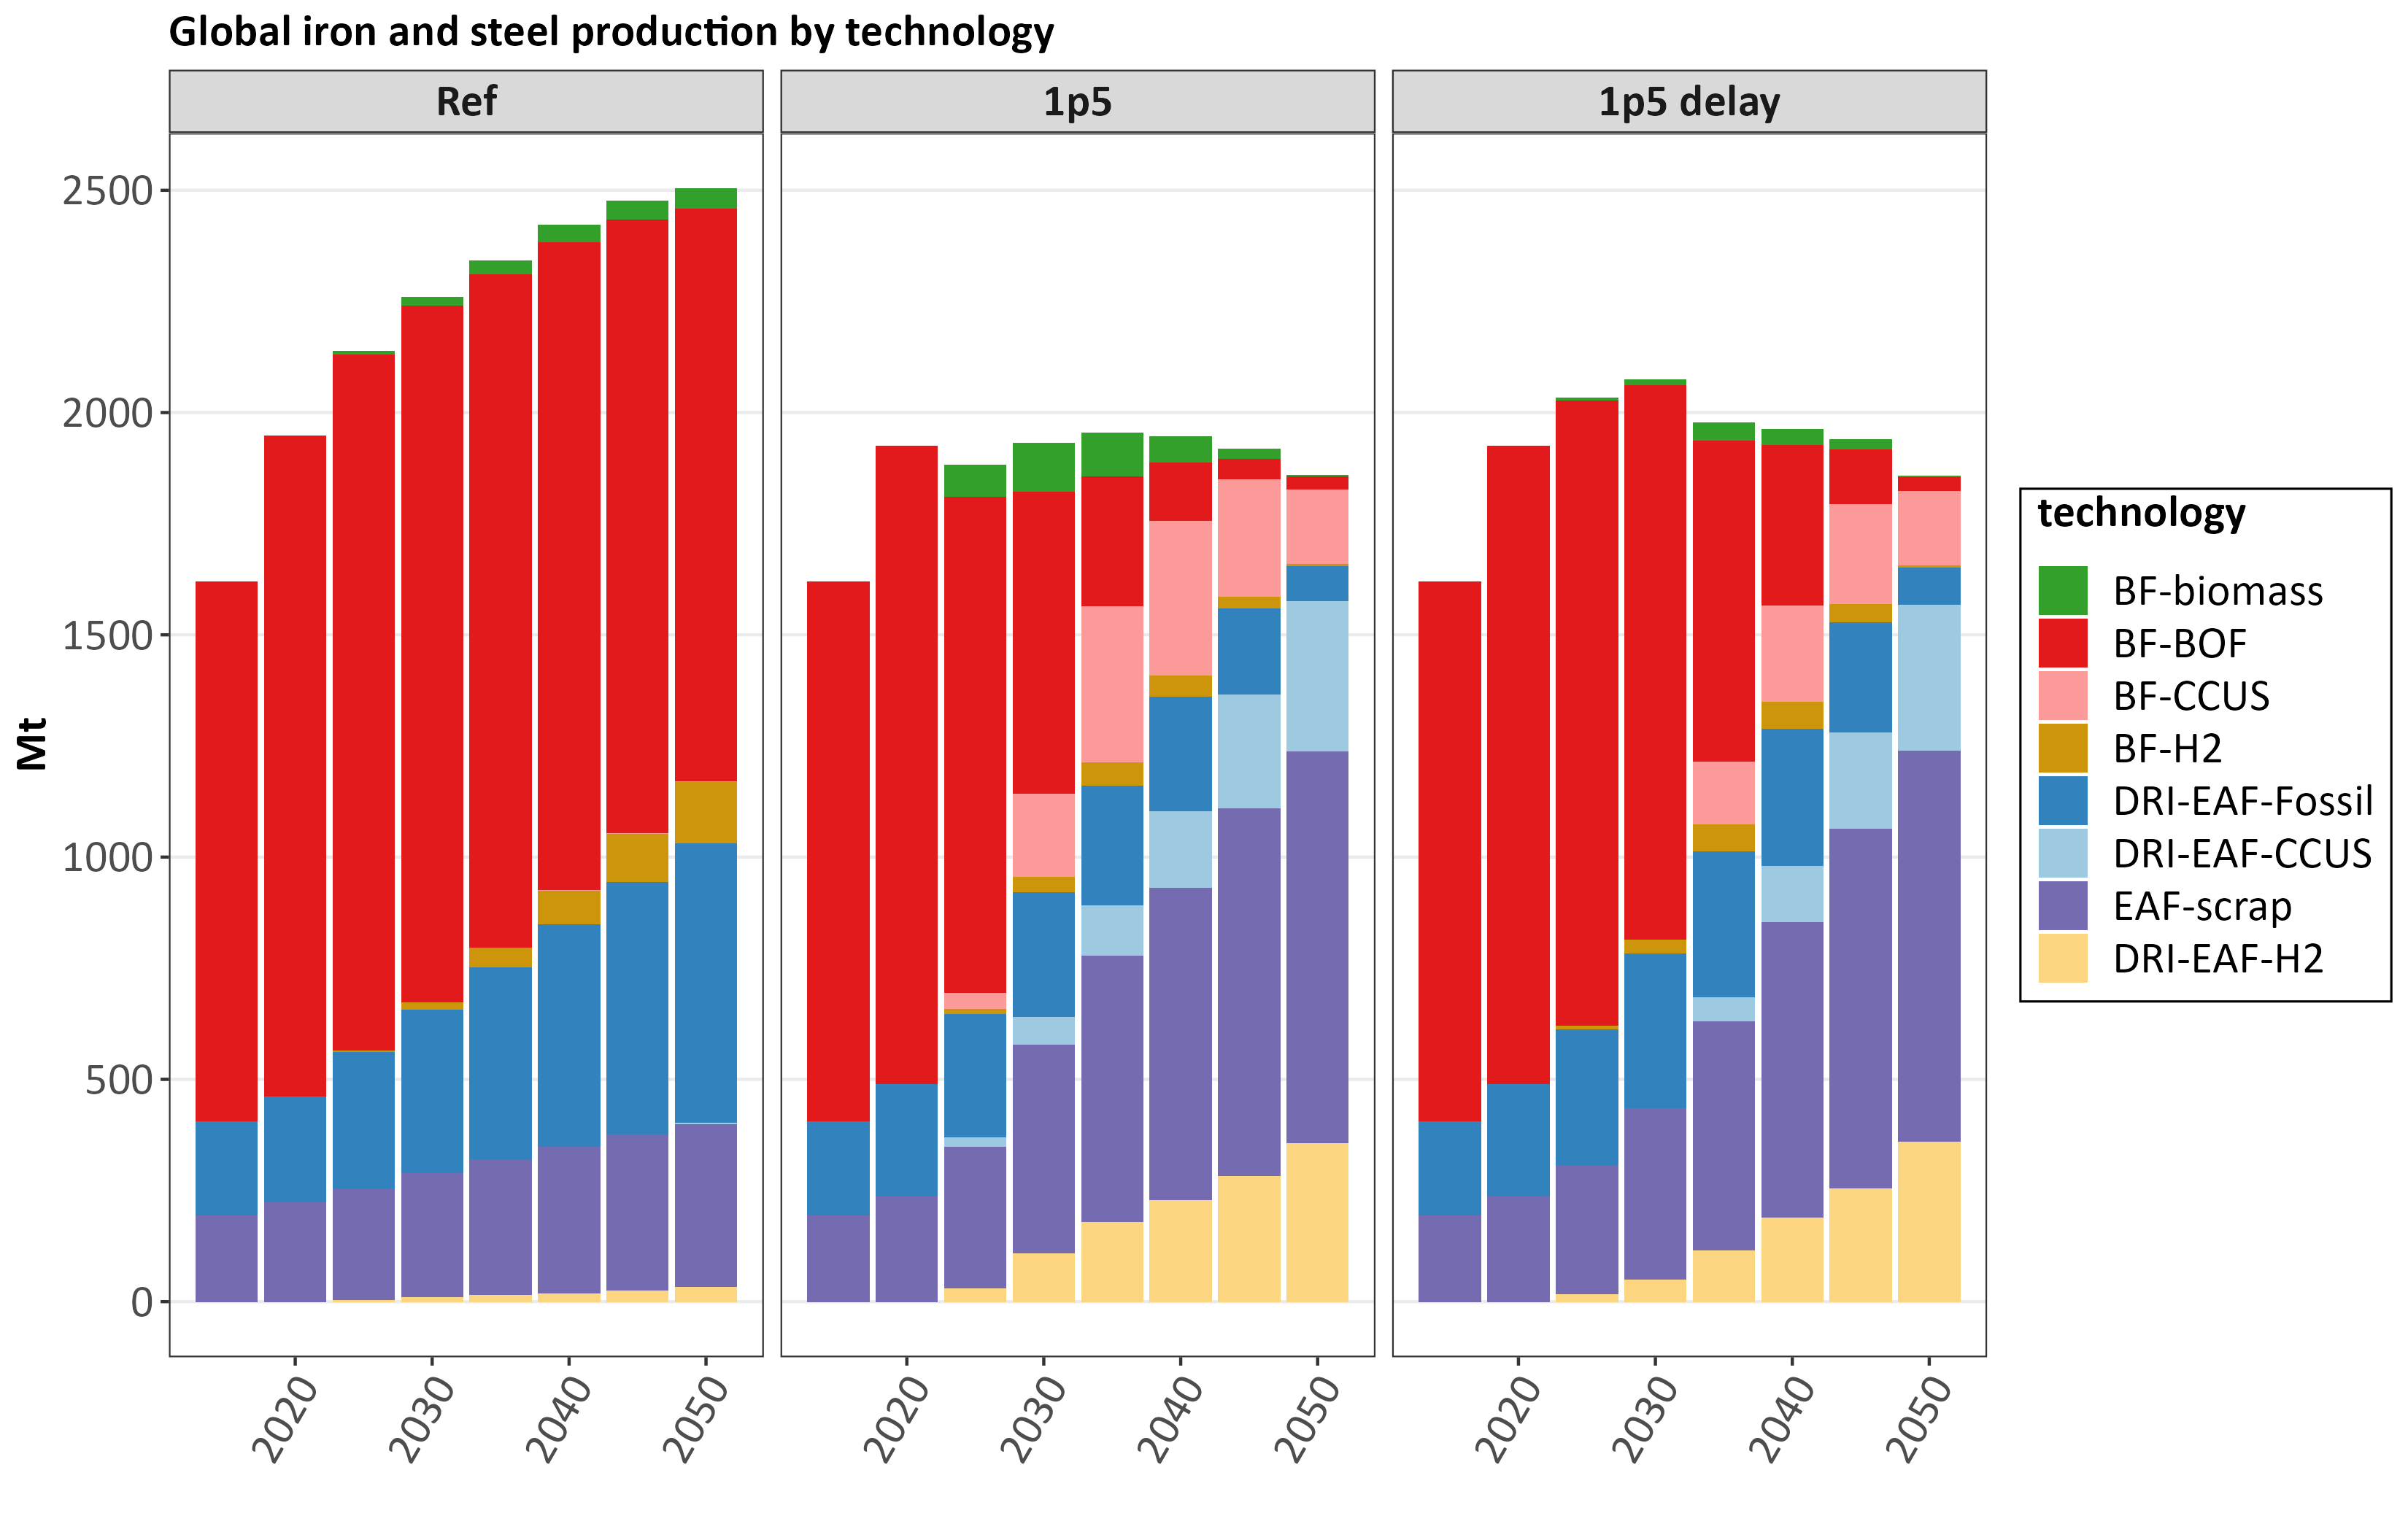 Global iron and steel production by technology
Ref
1p5
1p5 delay
Mt
2500
2000
1500
1000
500
0
2020
2030
2040
2050
2020
2030
2040
2050
2020
2030
2040
2050
technology
BF-biomass
BF-BOF
BF-CCUS
BF-H2
DRI-EAF-Fossil
DRI-EAF-CCUS
EAF-scrap
DRI-EAF-H2